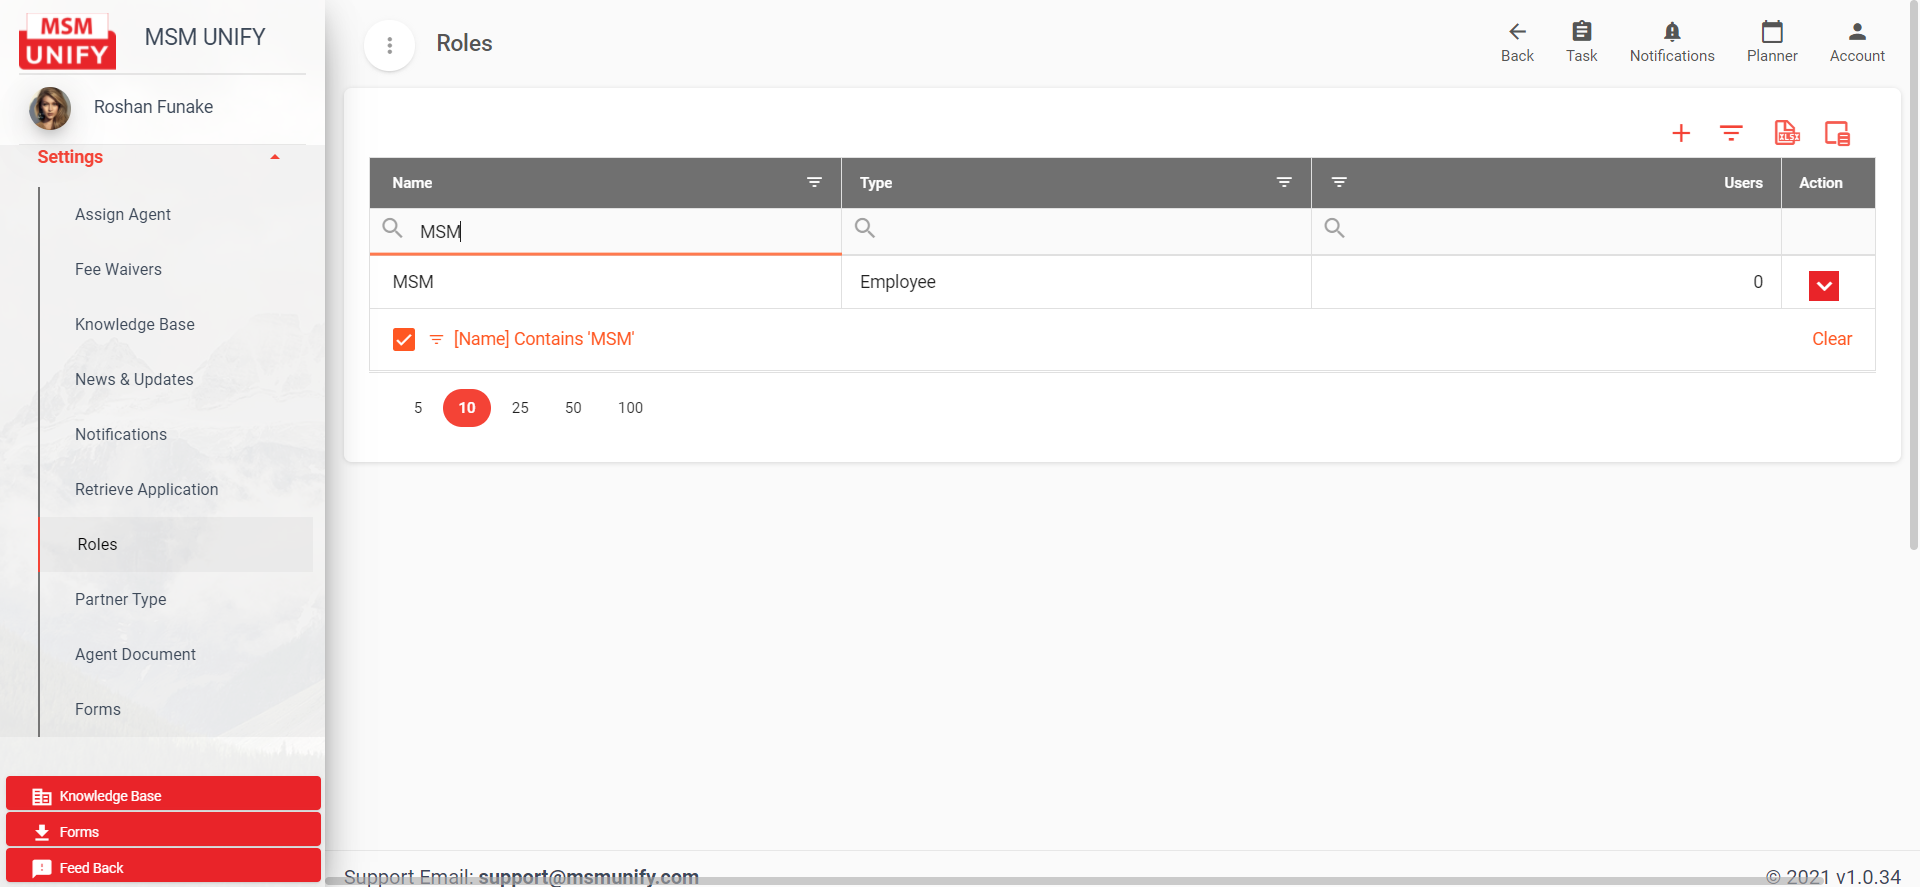 MSM
UNIFY
MSM UNIFY
Roshan Funake
Settings
Assign Agent
Fee Waivers
Knowledge Base
News & Updates
Notifications
Retrieve Application
Roles
Partner Type
Agent Document
Forms
Knowledge Base
Forms
Feed Back
Roles
Back
Task
Notifications
Planner
Account
Name
Type
Users
Action
MSM
MSM
Employee
0
[Name] Contains 'MSM'
Clear
5
10
25
50
100
Support Email: support@msmunify.com
© 2021 v1.0.34